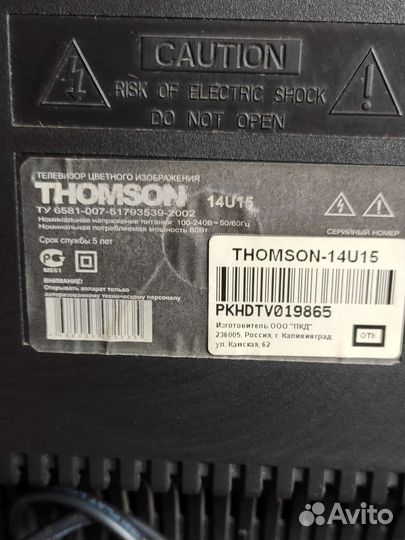 CAUTION
RISK OF ELECTRIC SHOCK
DO NOT OPEN
ТЕЛЕВИЗОР ЦВЕТНОГО ИЗОБРАЖЕНИЯ
THOMSON 14U15
ТУ 6581-007-51793539-2002
Номинальное напряжение питания: 100-240В~ 50/60Гц
Номинальная потребляемая мощность 60Вт
Срок службы 5 лет
СЕРИЙНЫЙ НОМЕР
МЕ61
ВНИМАНИЕ!
Открывать аппарат только
авторизованному техническому персоналу
THOMSON-14U15
PKHDTV019865
Изготовитель ООО "ПКД"
236005, Россия, г Калининград
ул. Камская, 82
ОТК
Avito